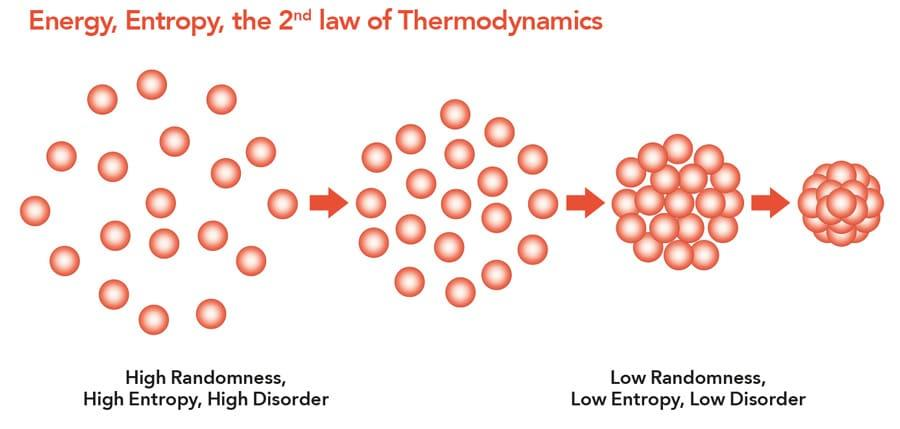 Energy, Entropy, the 2nd law of Thermodynamics
High Randomness,
High Entropy, High Disorder
Low Randomness,
Low Entropy, Low Disorder